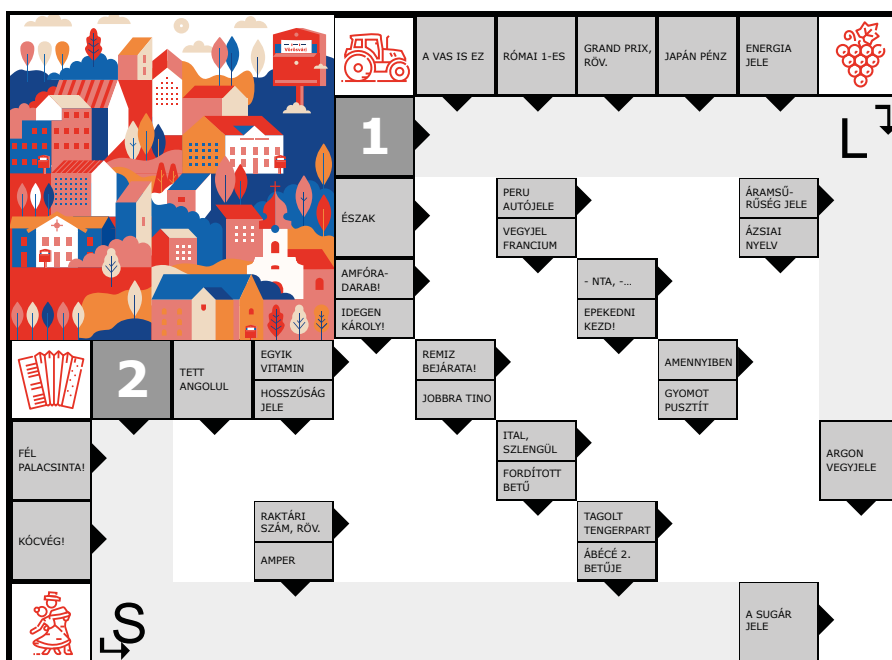 A VAS IS EZ
RÓMAI 1-ES
GRAND PRIX,
RÖV.
JAPÁN PÉNZ
ENERGIA
JELE
1
L
ÉSZAK
PERU
AUTÓJELE
VEGYJEL
FRANCIUM
ÁRAMSŰ-
RŰSÉG JELE
ÁZSIAI
NYELV
AMFÓRA-
DARAB!
IDEGEN
KÁROLY!
- NTA, -...
EPEKEDNI
KEZD!
2
TETT
ANGOLUL
EGYIK
VITAMIN
HOSSZÚSÁG
JELE
REMIZ
BEJÁRATA!
JOBBRA TINO
AMENNYIBEN
GYOMOT
PUSZTÍT
FÉL
PALACSINTA!
ITAL,
SZLENGÜL
FORDÍTOTT
BETŰ
ARGON
VEGYJELE
KÓCVÉG!
RAKTÁRI
SZÁM, RÖV.
AMPER
TAGOLT
TENGERPART
ÁBÉCÉ 2.
BETŰJE
S
A SUGÁR
JELE